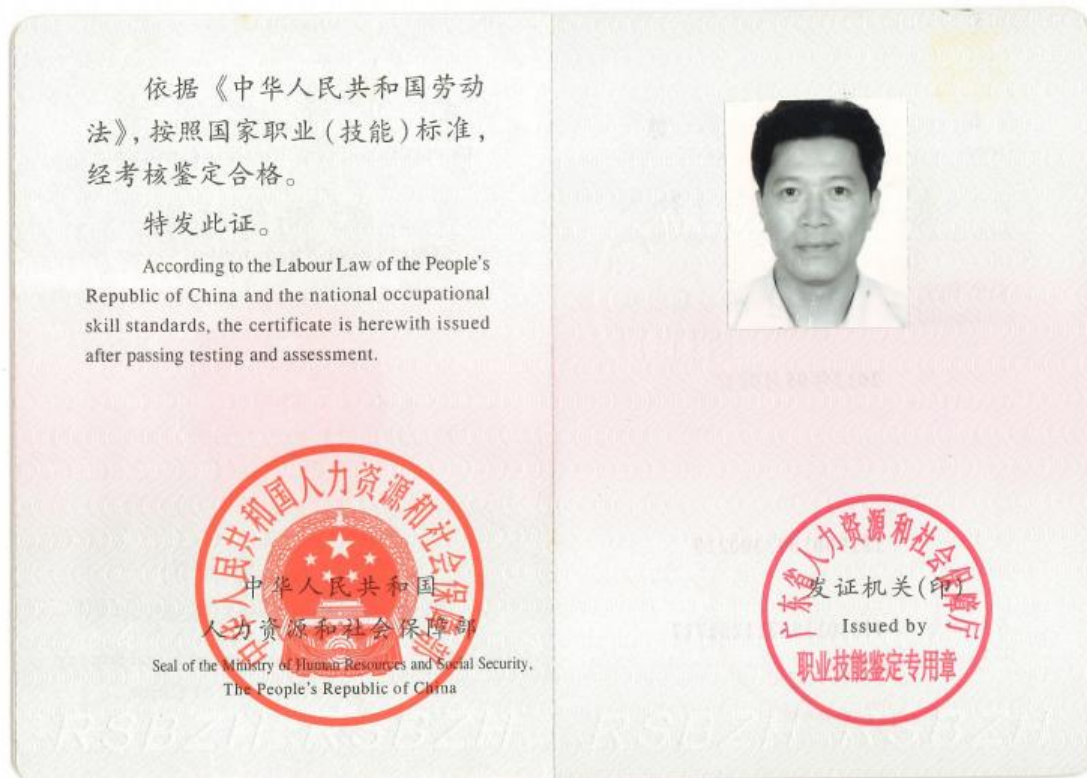 依据《中华人民共和国劳动
法》，按照国家职业（技能）标准，
经考核鉴定合格。
特发此证。
According to the Labour Law of the People's
Republic of China and the national occupational
skill standards, the certificate is herewith issued
after passing testing and assessment.
中华人民共和国人力资源和社会保障部
中华人民共和国
人力资源和社会保障部
Seal of the Ministry of Human Resources and Social Security,
The People's Republic of China
广东省人力资源和社会保障厅
发证机关(印)
Issued by
职业技能鉴定专用章
RSBZH RSBZH RSBZH RSBZH